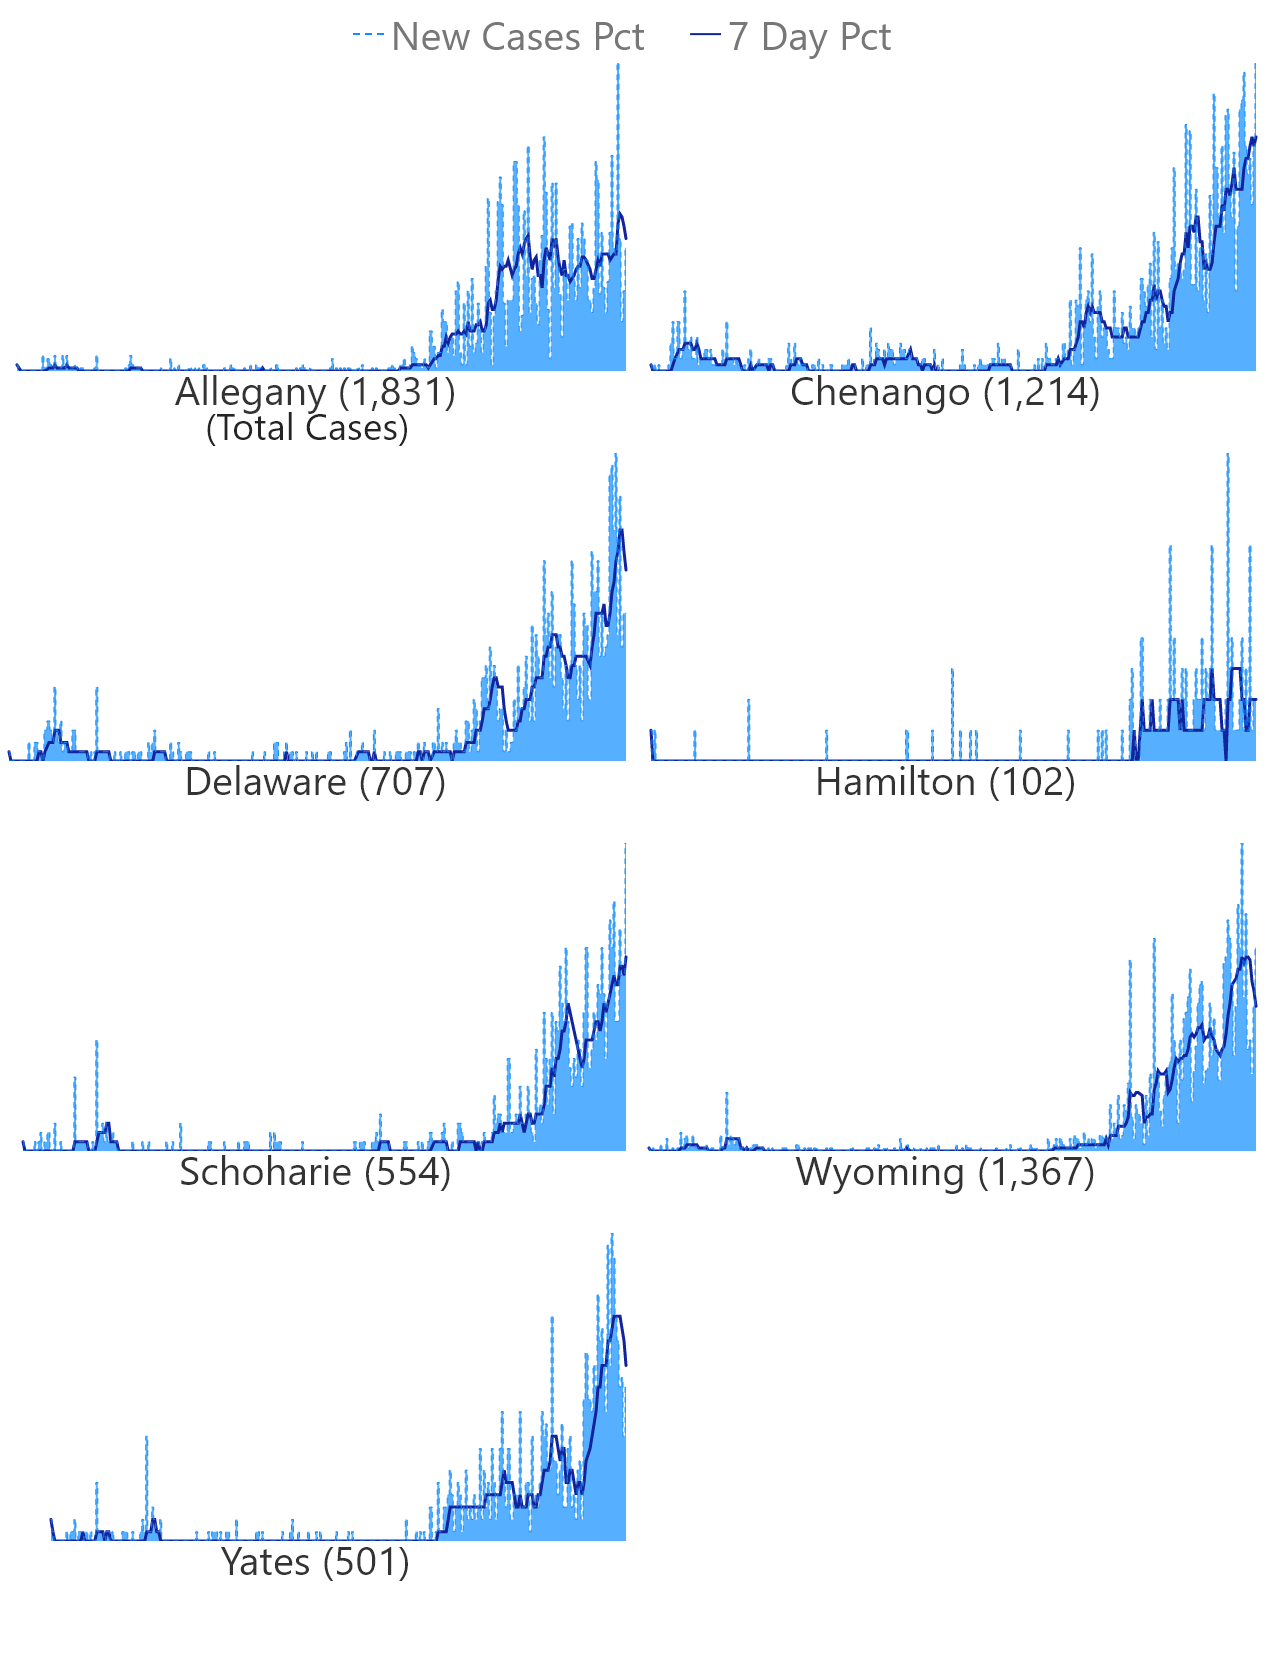 New Cases Pct 7 Day Pct
Allegany (1,831)
(Total Cases)
Chenango (1,214)
Delaware (707)
Hamilton (102)
Schoharie (554)
Wyoming (1,367)
Yates (501)